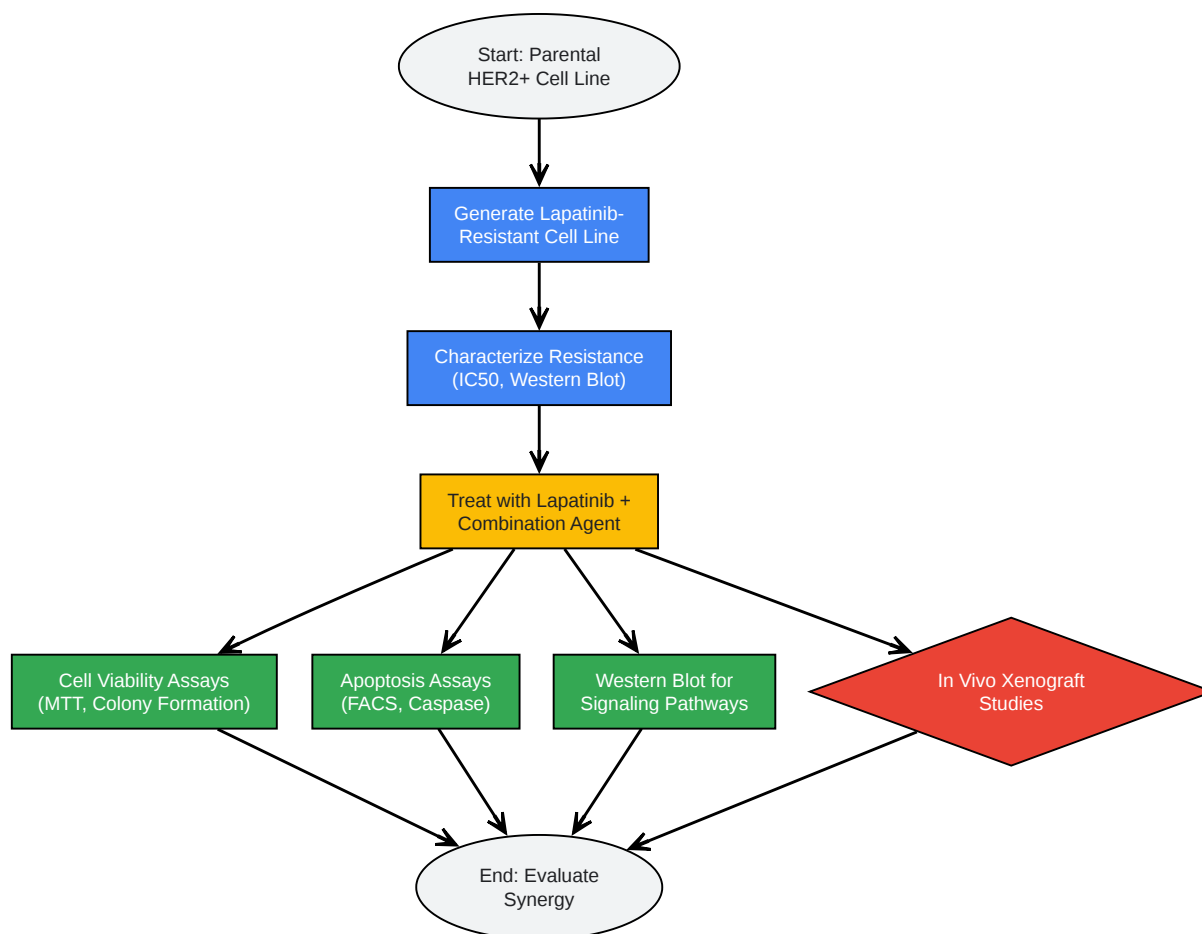 Start: Parental
HER2+ Cell Line
Generate Lapatinib-
Resistant Cell Line
Characterize Resistance
(IC50, Western Blot)
Treat with Lapatinib +
Combination Agent
Cell Viability Assays
(MTT, Colony Formation)
Apoptosis Assays
(FACS, Caspase)
Western Blot for
Signaling Pathways
In Vivo Xenograft
Studies
End: Evaluate
Synergy